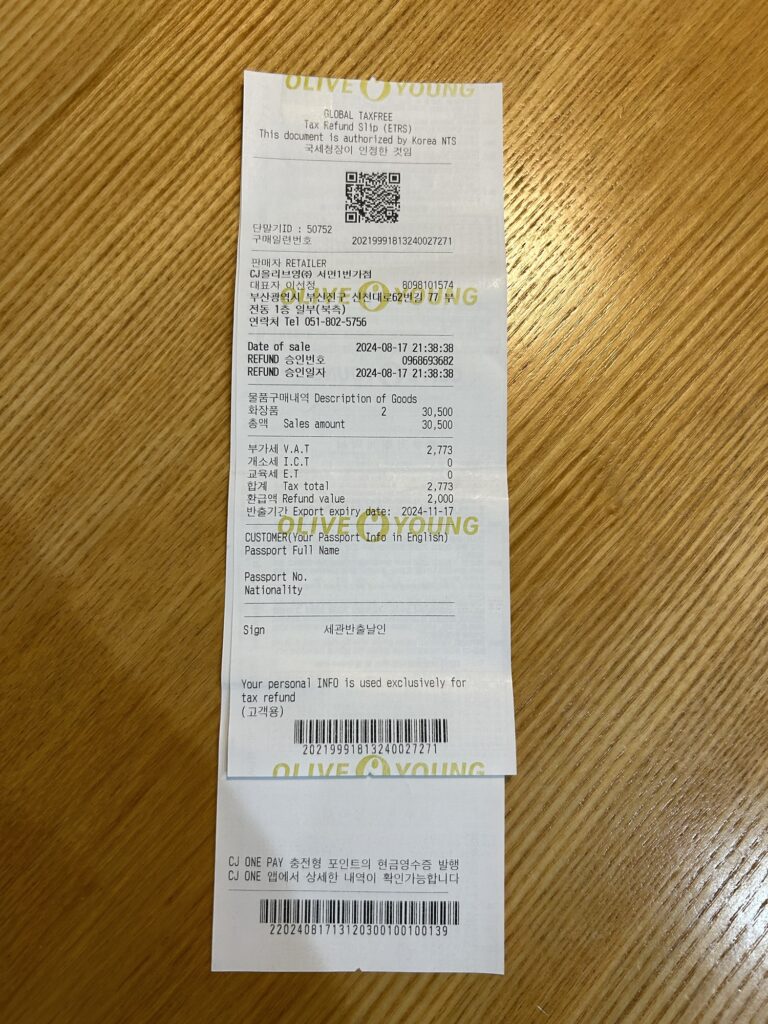 OLIVE YOUNG
GLOBAL TAXFREE
Tax Refund Slip (ETRS)
This document is authorized by Korea NTS
국세청장이 인정한 것임
단말기ID : 50752
구매일련번호 20219991813240027271
판매자 RETAILER
CJ올리브영㈜ 서면1번가점
대표자 이선정 8098101574
OLIVE YOUNG
부산광역시 부산진구 신천대로62번길 77 부
전동 1층 일부(북측)
연락처 Tel 051-802-5756
Date of sale 2024-08-17 21:38:38
REFUND 승인번호 0968693682
REFUND 승인일자 2024-08-17 21:38:38
물품구매내역 Description of Goods
화장품 2 30,500
총액 Sales amount 30,500
부가세 V.A.T 2,773
개소세 I.C.T 0
교육세 E.T 0
합계 Tax total 2,773
환급액 Refund value 2,000
반출기간 Export expiry date: 2024-11-17
OLIVE YOUNG
CUSTOMER(Your Passport Info in English)
Passport Full Name
Passport No.
Nationality
Sign 세관반출날인
Your personal INFO is used exclusively for
tax refund
(고객용)
20219991813240027271
OLIVE YOUNG
CJ ONE PAY 충전형 포인트의 현금영수증 발행
CJ ONE 앱에서 상세한 내역이 확인가능합니다
22024081713120300100100139